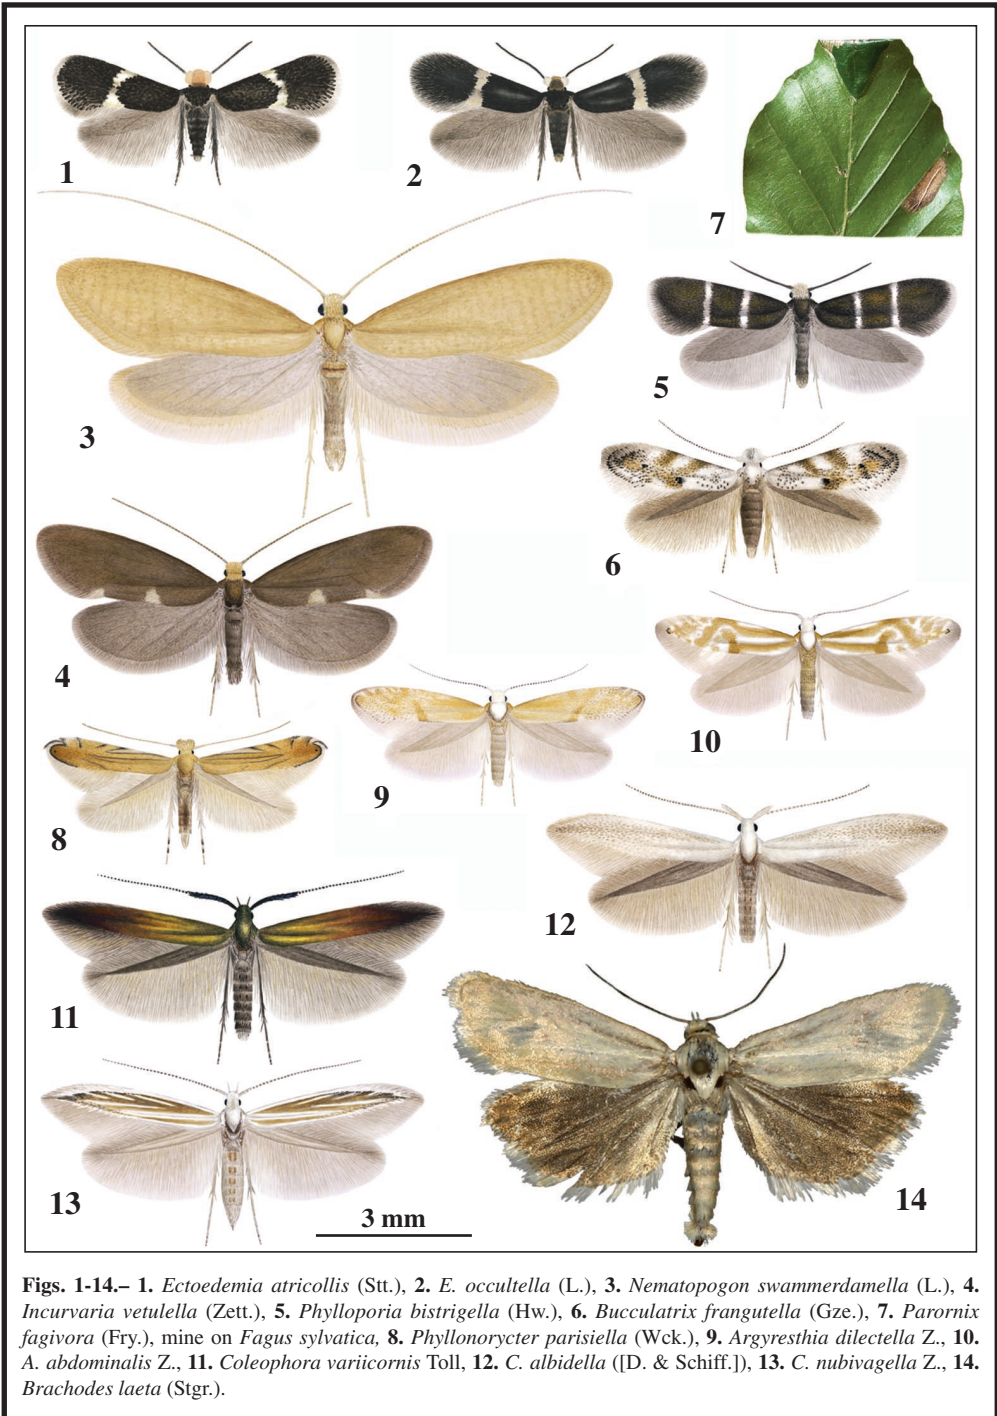 1
2
7
3
5
6
4
10
9
8
12
11
14
13
3 mm
Figs. 1-14.– 1. Ectoedemia atricollis (Stt.), 2. E. occultella (L.), 3. Nematopogon swammerdamella (L.), 4.
Incurvaria vetulella (Zett.), 5. Phylloporia bistrigella (Hw.), 6. Bucculatrix frangutella (Gze.), 7. Parornix
fagivora (Fry.), mine on Fagus sylvatica, 8. Phyllonorycter parisiella (Wck.), 9. Argyresthia dilectella Z., 10.
A. abdominalis Z., 11. Coleophora variicornis Toll, 12. C. albidella ([D. & Schiff.]), 13. C. nubivagella Z., 14.
Brachodes laeta (Stgr.).